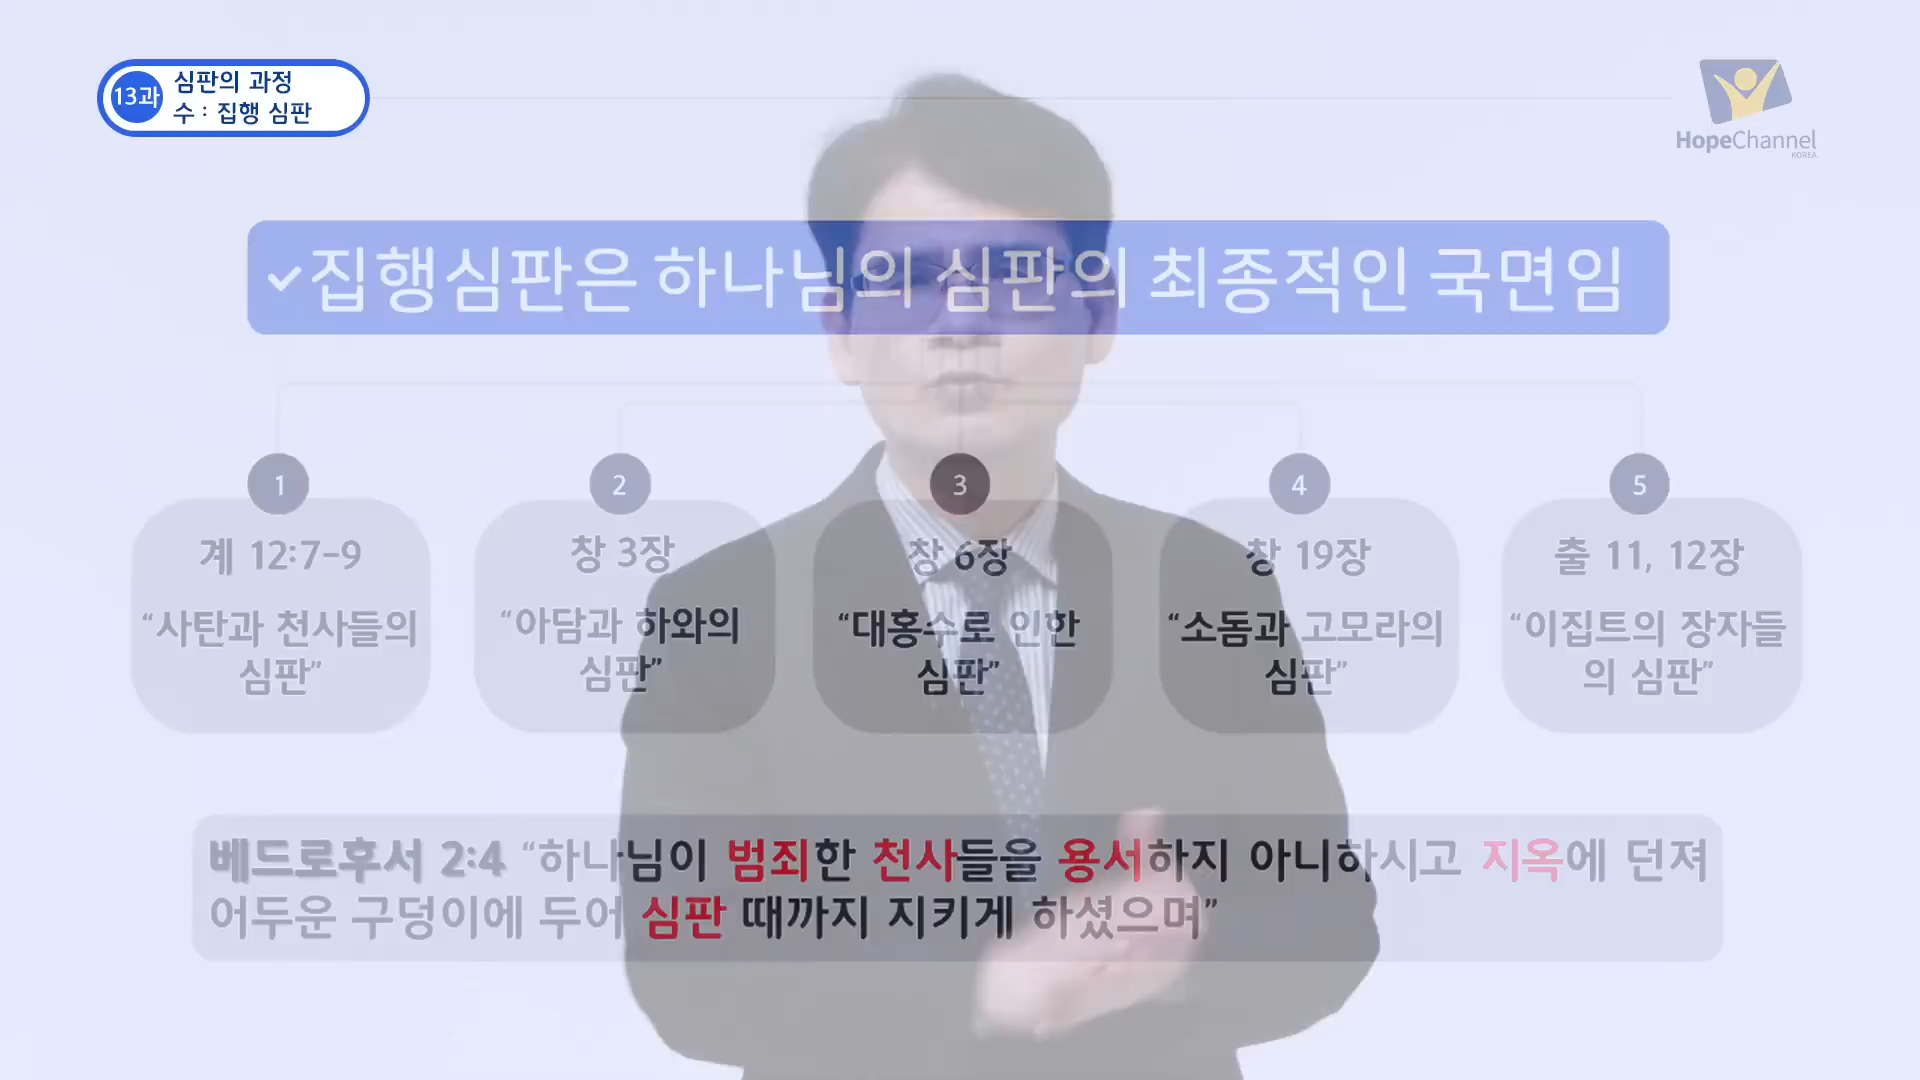 13과
심판의 과정
수 : 집행 심판
HopeChannel
KOREA
✓집행심판은 하나님의 심판의 최종적인 국면임
1
계 12:7-9
“사탄과 천사들의
심판”
2
창 3장
“아담과 하와의
심판”
3
창 6장
“대홍수로 인한
심판”
4
창 19장
“소돔과 고모라의
심판”
5
출 11, 12장
“이집트의 장자들
의 심판”
베드로후서 2:4 “하나님이 범죄한 천사들을 용서하지 아니하시고 지옥에 던져
어두운 구덩이에 두어 심판 때까지 지키게 하셨으며”